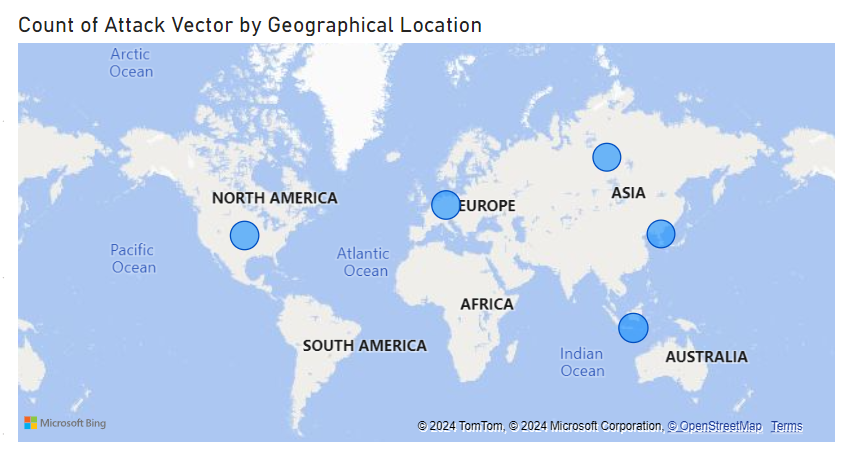 Count of Attack Vector by Geographical Location
Arctic
Ocean
NORTH AMERICA
ASIA
EUROPE
Pacific
Ocean
Atlantic
Ocean
AFRICA
SOUTH AMERICA
Indian
Ocean
AUSTRALIA
Microsoft Bing
© 2024 TomTom, © 2024 Microsoft Corporation, © OpenStreetMap Terms